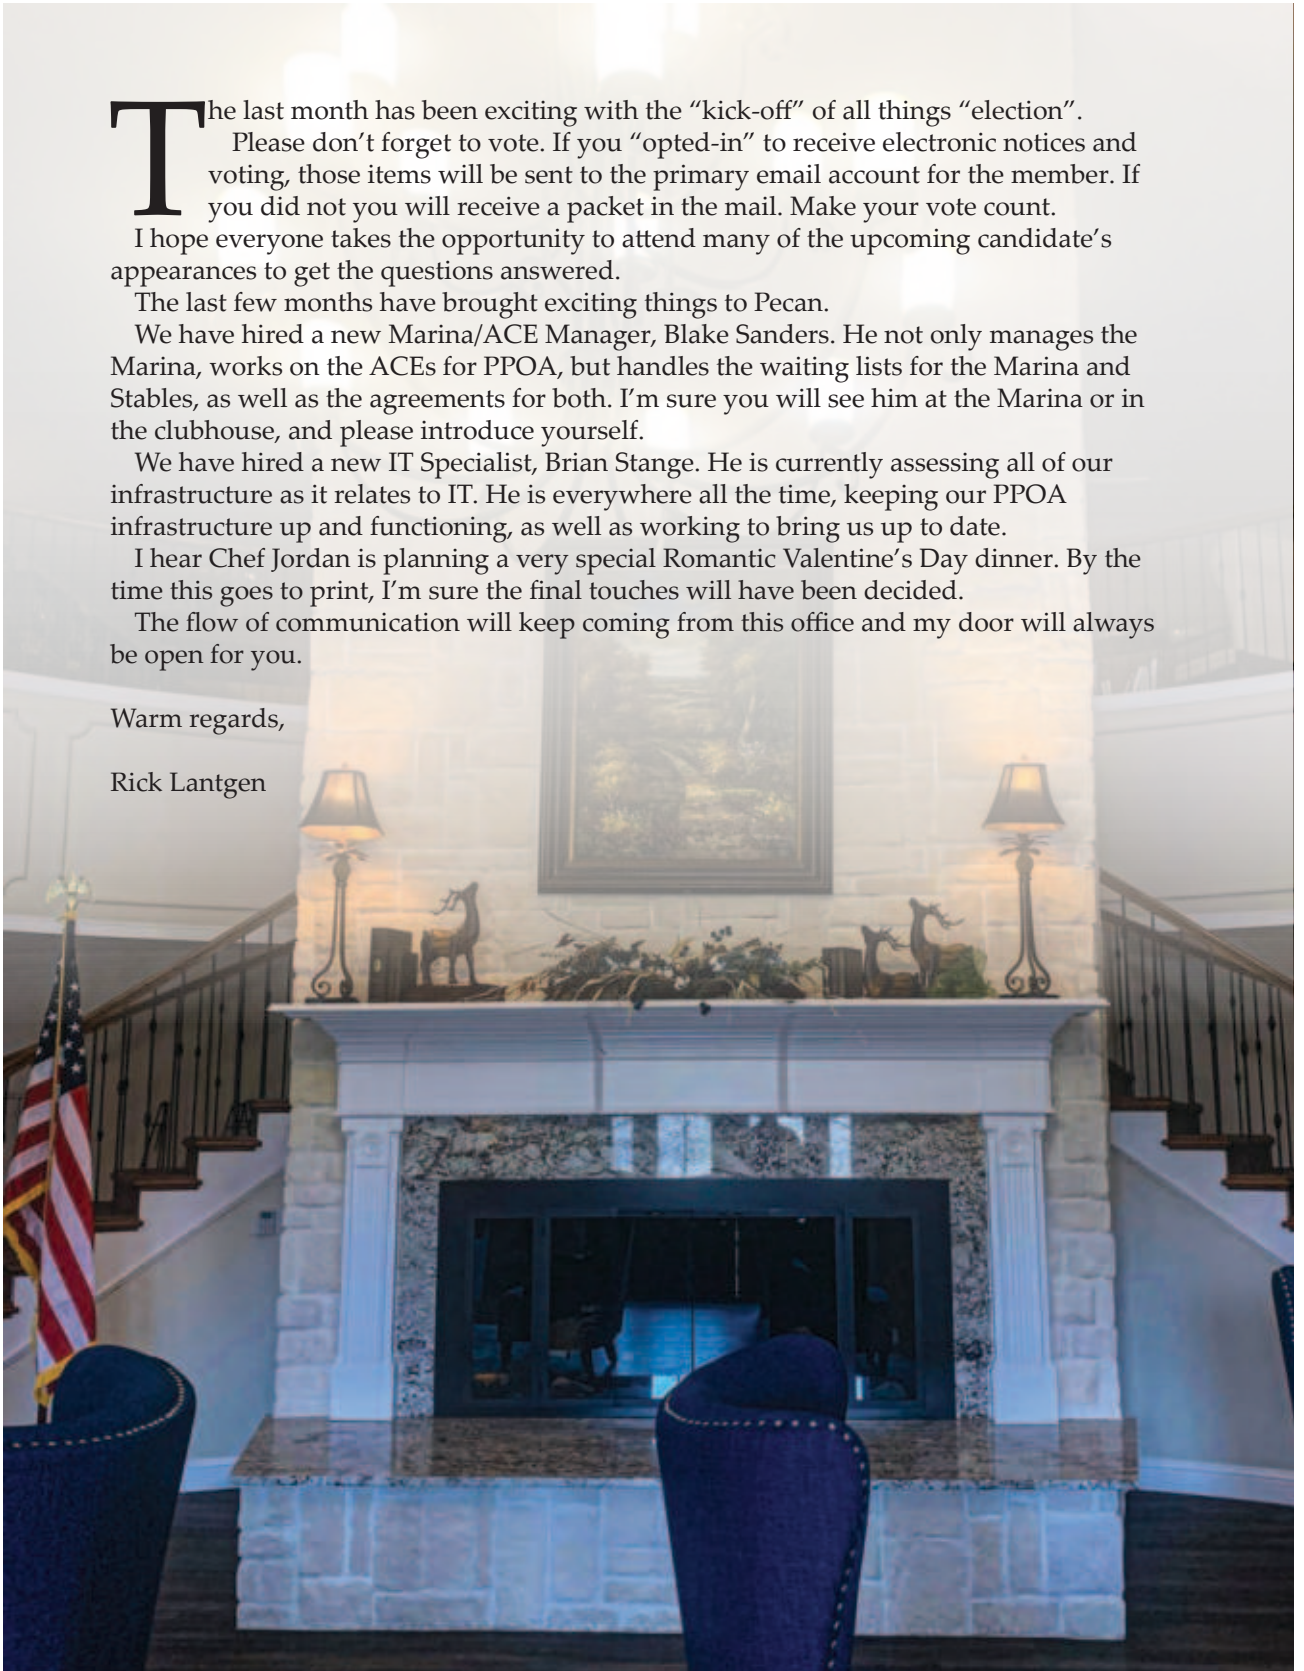 The last month has been exciting with the “kick-off” of all things “election”.
Please don’t forget to vote. If you “opted-in” to receive electronic notices and
voting, those items will be sent to the primary email account for the member. If
you did not you will receive a packet in the mail. Make your vote count.
I hope everyone takes the opportunity to attend many of the upcoming candidate’s
appearances to get the questions answered.
The last few months have brought exciting things to Pecan.
We have hired a new Marina/ACE Manager, Blake Sanders. He not only manages the
Marina, works on the ACEs for PPOA, but handles the waiting lists for the Marina and
Stables, as well as the agreements for both. I’m sure you will see him at the Marina or in
the clubhouse, and please introduce yourself.
We have hired a new IT Specialist, Brian Stange. He is currently assessing all of our
infrastructure as it relates to IT. He is everywhere all the time, keeping our PPOA
infrastructure up and functioning, as well as working to bring us up to date.
I hear Chef Jordan is planning a very special Romantic Valentine’s Day dinner. By the
time this goes to print, I’m sure the final touches will have been decided.
The flow of communication will keep coming from this office and my door will always
be open for you.
Warm regards,
Rick Lantgen